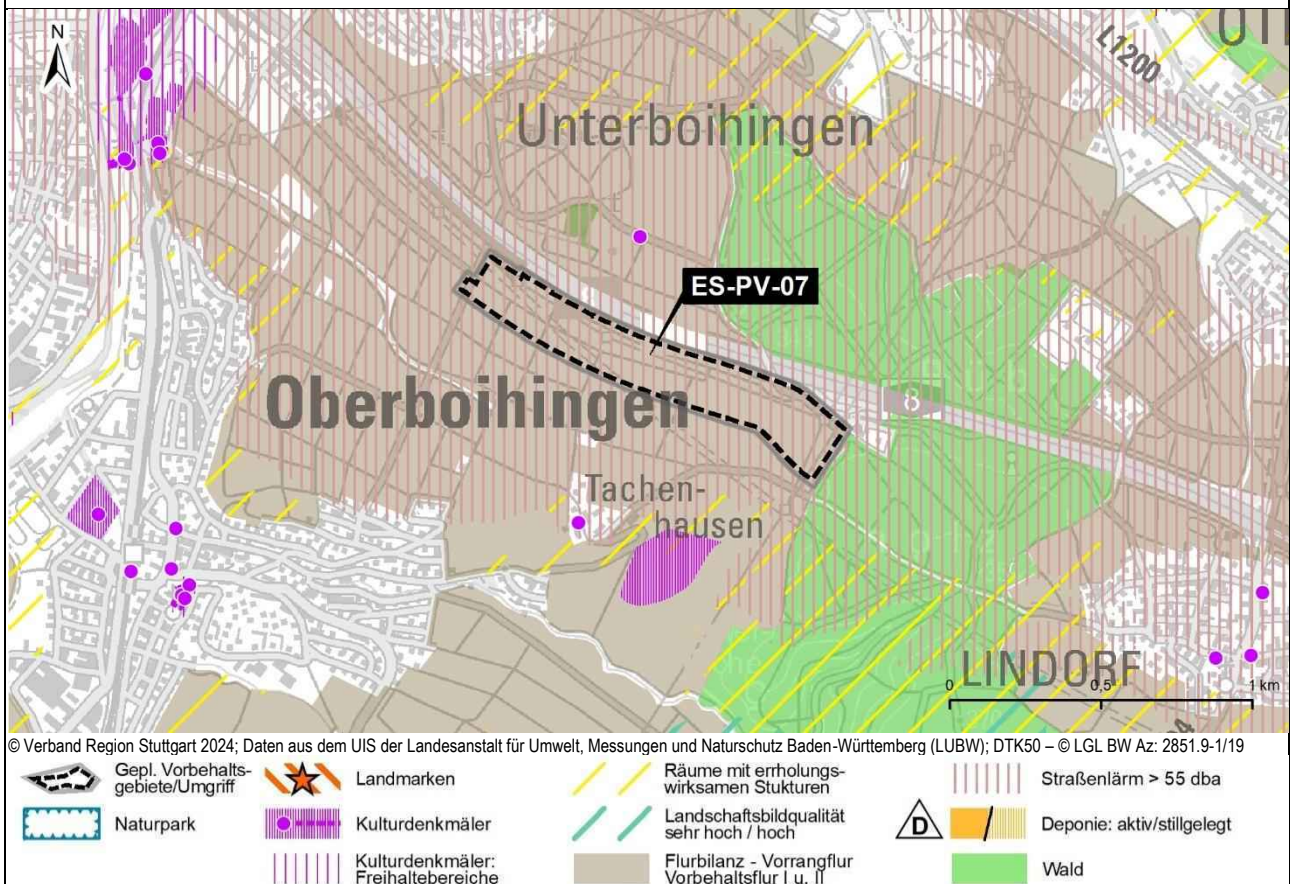 N
ÖTL
L1200
Unterboihingen
ES-PV-07
Oberboihingen
8
Tachen-
hausen
LINDORF
0 0,5 1 km
© Verband Region Stuttgart 2024; Daten aus dem UIS der Landesanstalt für Umwelt, Messungen und Naturschutz Baden-Württemberg (LUBW); DTK50 – © LGL BW Az: 2851.9-1/19
Gepl. Vorbehalts-
gebiete/Umgriff
Landmarken
Räume mit errholungs-
wirksamen Stukturen
Straßenlärm > 55 dba
Naturpark
Kulturdenkmäler
Landschaftsbildqualität
sehr hoch / hoch
D
Deponie: aktiv/stillgelegt
Kulturdenkmäler:
Freihaltebereiche
Flurbilanz - Vorrangflur
Vorbehaltsflur I u. II
Wald